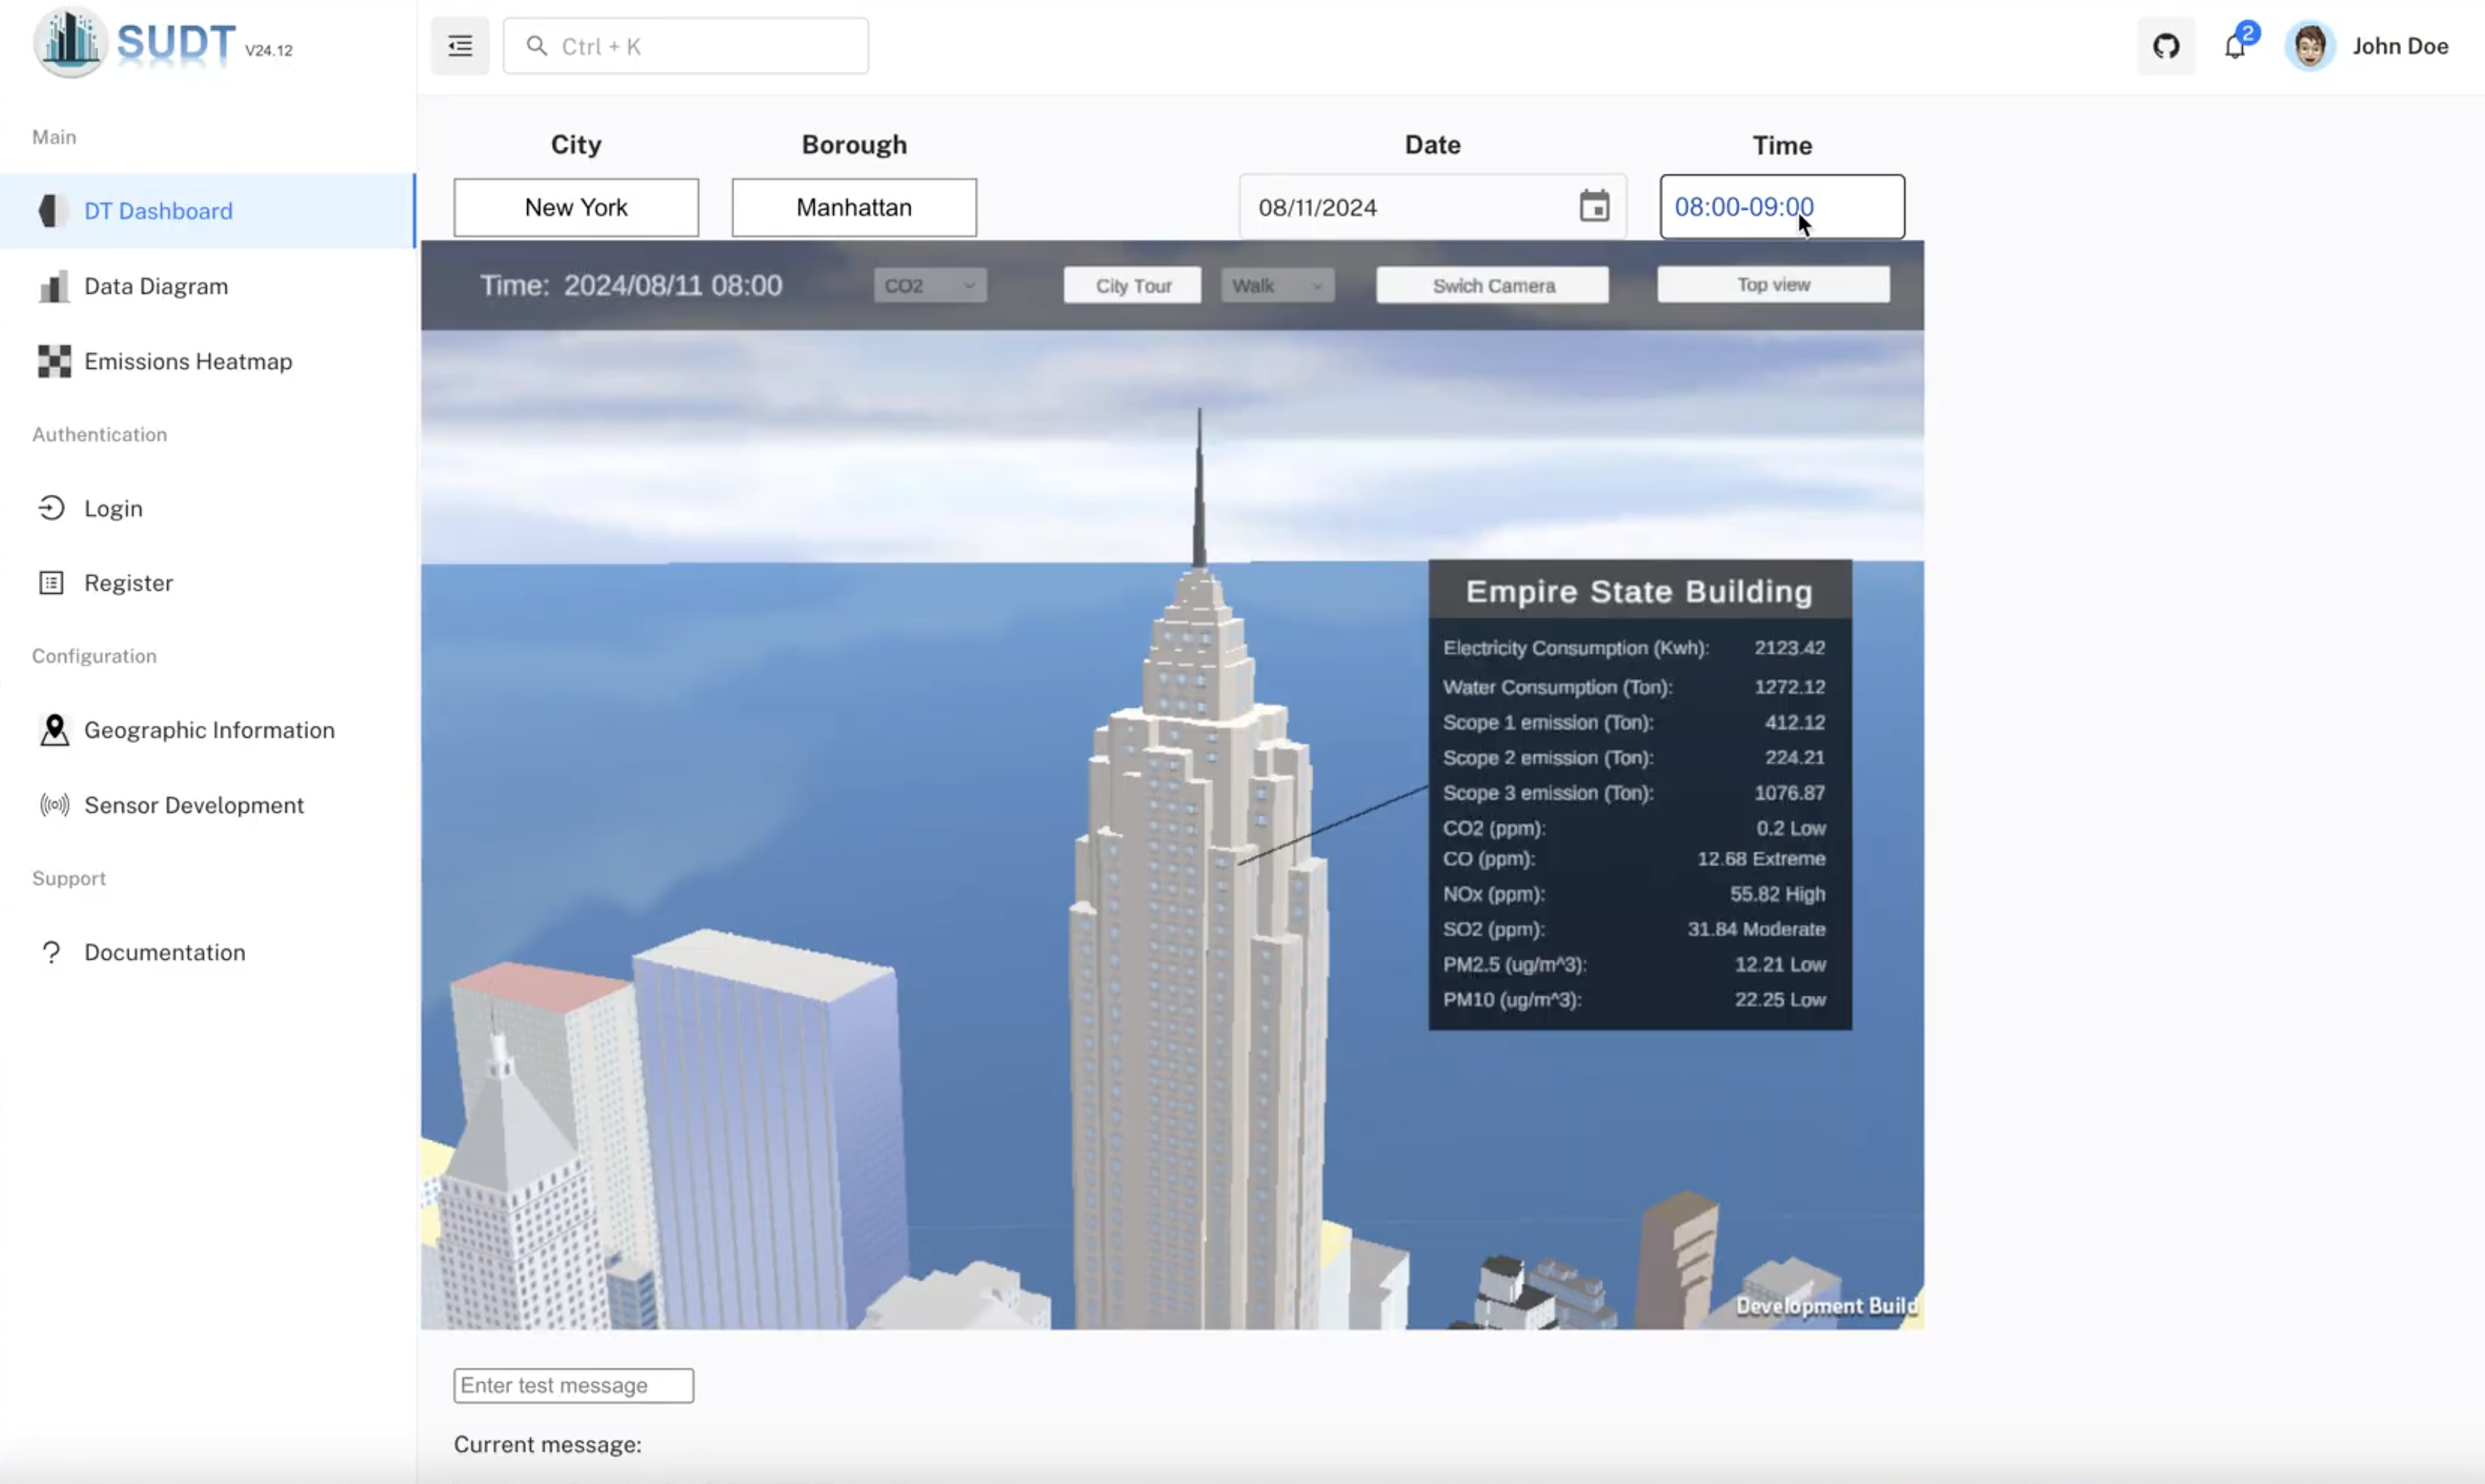 SUDT V24.12
Ctrl + K
2
John Doe
Main
DT Dashboard
Data Diagram
Emissions Heatmap
Authentication
Login
Register
Configuration
Geographic Information
Sensor Development
Support
Documentation
City Borough Date Time
New York Manhattan 08/11/2024 08:00-09:00
Time: 2024/08/11 08:00 CO2 City Tour Walk Swich Camera Top view
Empire State Building
Electricity Consumption (Kwh): 2123.42
Water Consumption (Ton): 1272.12
Scope 1 emission (Ton): 412.12
Scope 2 emission (Ton): 224.21
Scope 3 emission (Ton): 1076.87
CO2 (ppm): 0.2 Low
CO (ppm): 12.68 Extreme
NOx (ppm): 55.82 High
SO2 (ppm): 31.84 Moderate
PM2.5 (ug/m^3): 12.21 Low
PM10 (ug/m^3): 22.25 Low
Development Build
Enter test message
Current message: